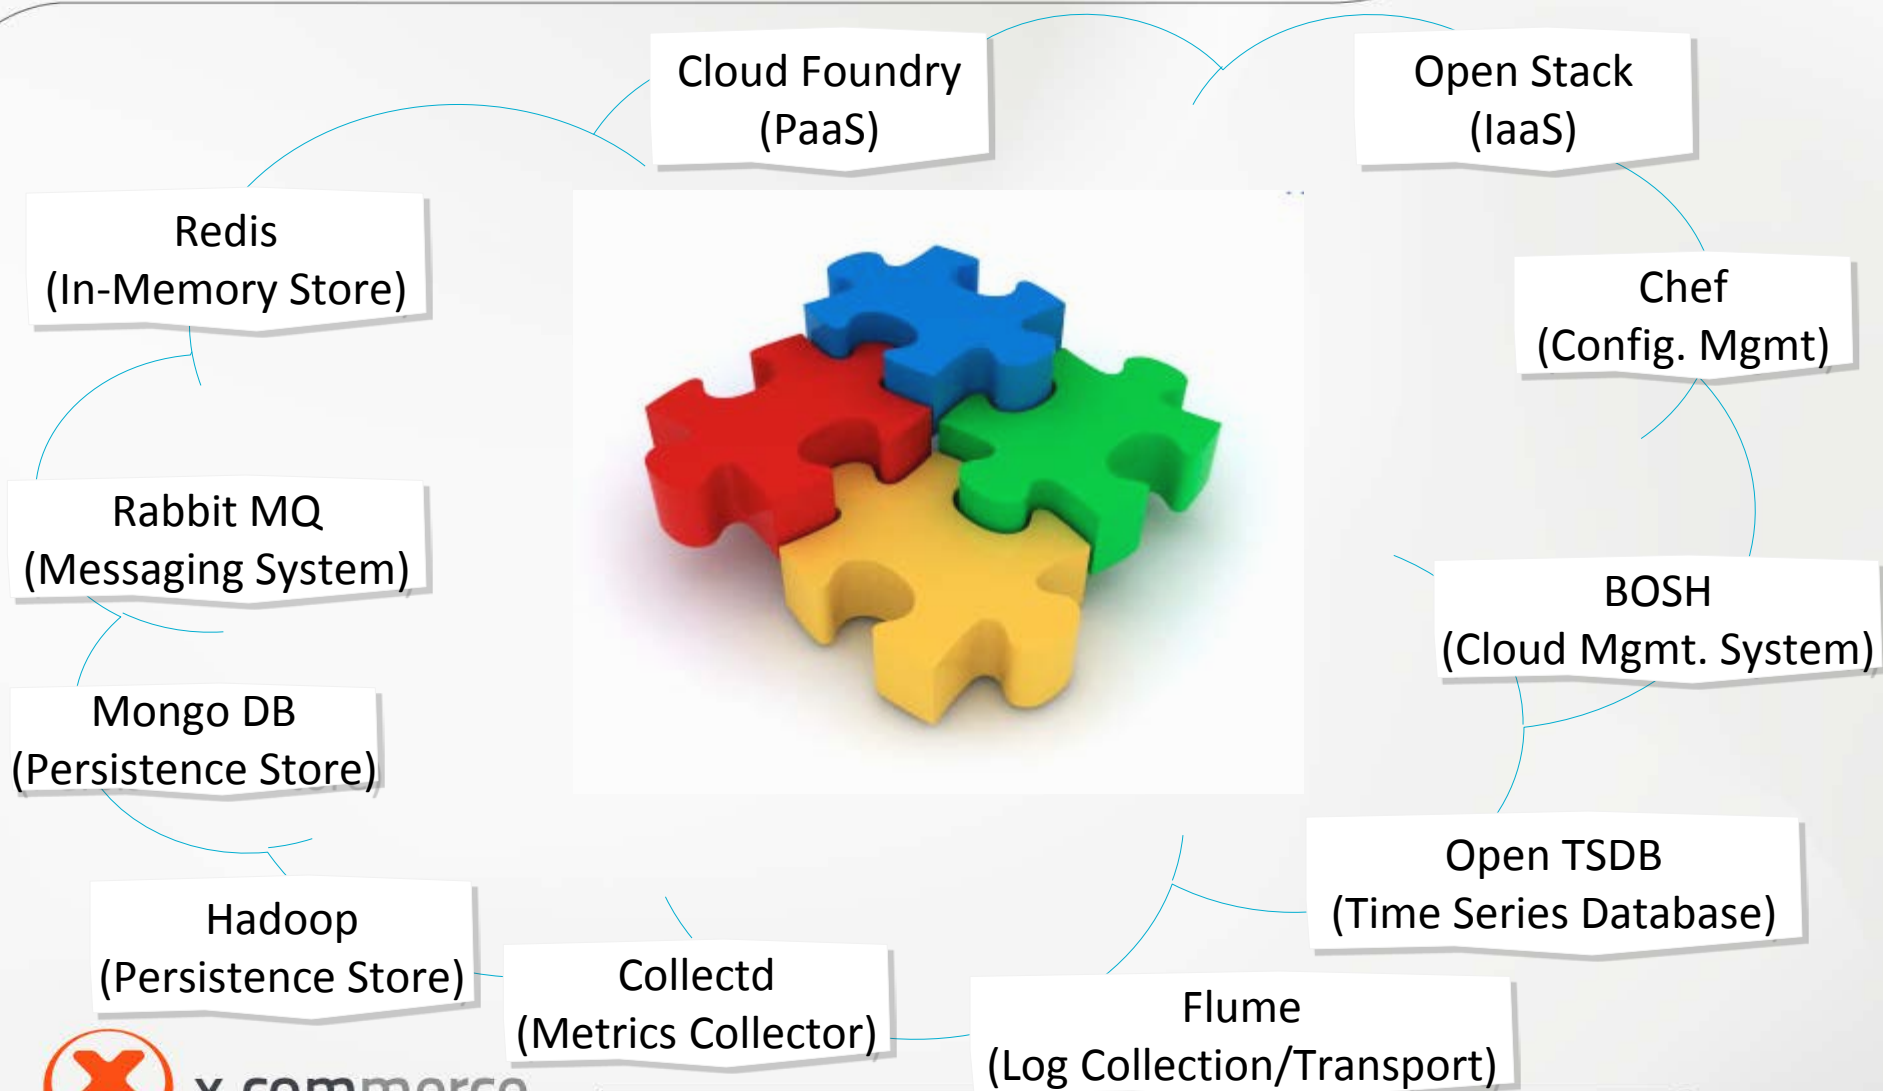 Cloud Foundry
(PaaS)
Open Stack
(IaaS)
Redis
(In-Memory Store)
Chef
(Config. Mgmt)
Rabbit MQ
(Messaging System)
BOSH
(Cloud Mgmt. System)
Mongo DB
(Persistence Store)
Open TSDB
(Time Series Database)
Hadoop
(Persistence Store)
Collectd
(Metrics Collector)
Flume
(Log Collection/Transport)
x.commerce